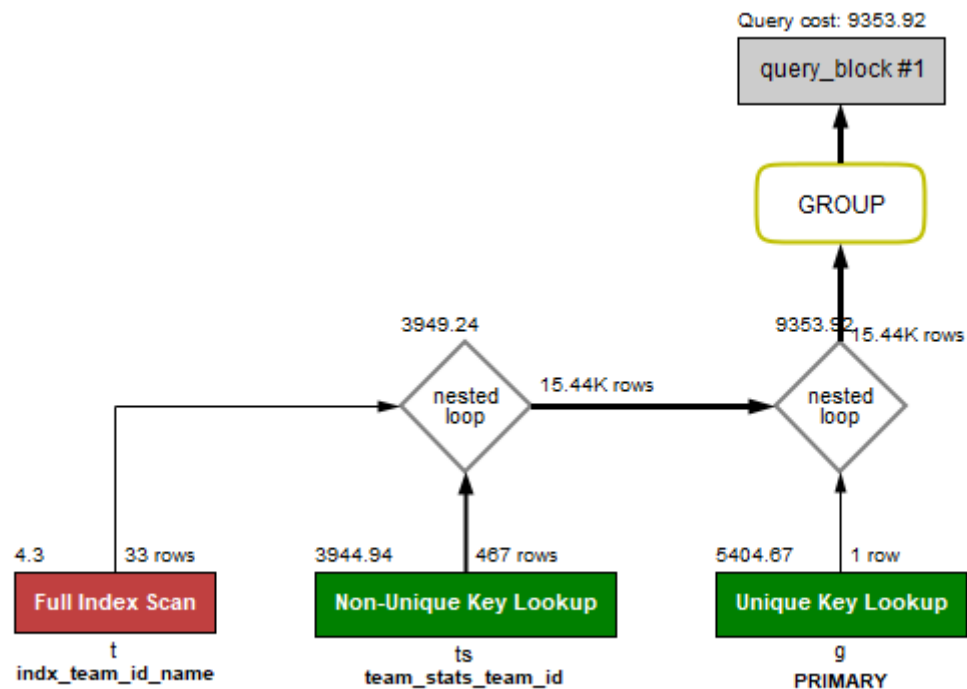 Query cost: 9353.92
query_block #1
GROUP
3949.24
9353.92
15.44K rows
15.44K rows
nested
loop
nested
loop
4.3
33 rows
3944.94
467 rows
5404.67
1 row
Full Index Scan
Non-Unique Key Lookup
Unique Key Lookup
t
ts
g
indx_team_id_name
team_stats_team_id
PRIMARY